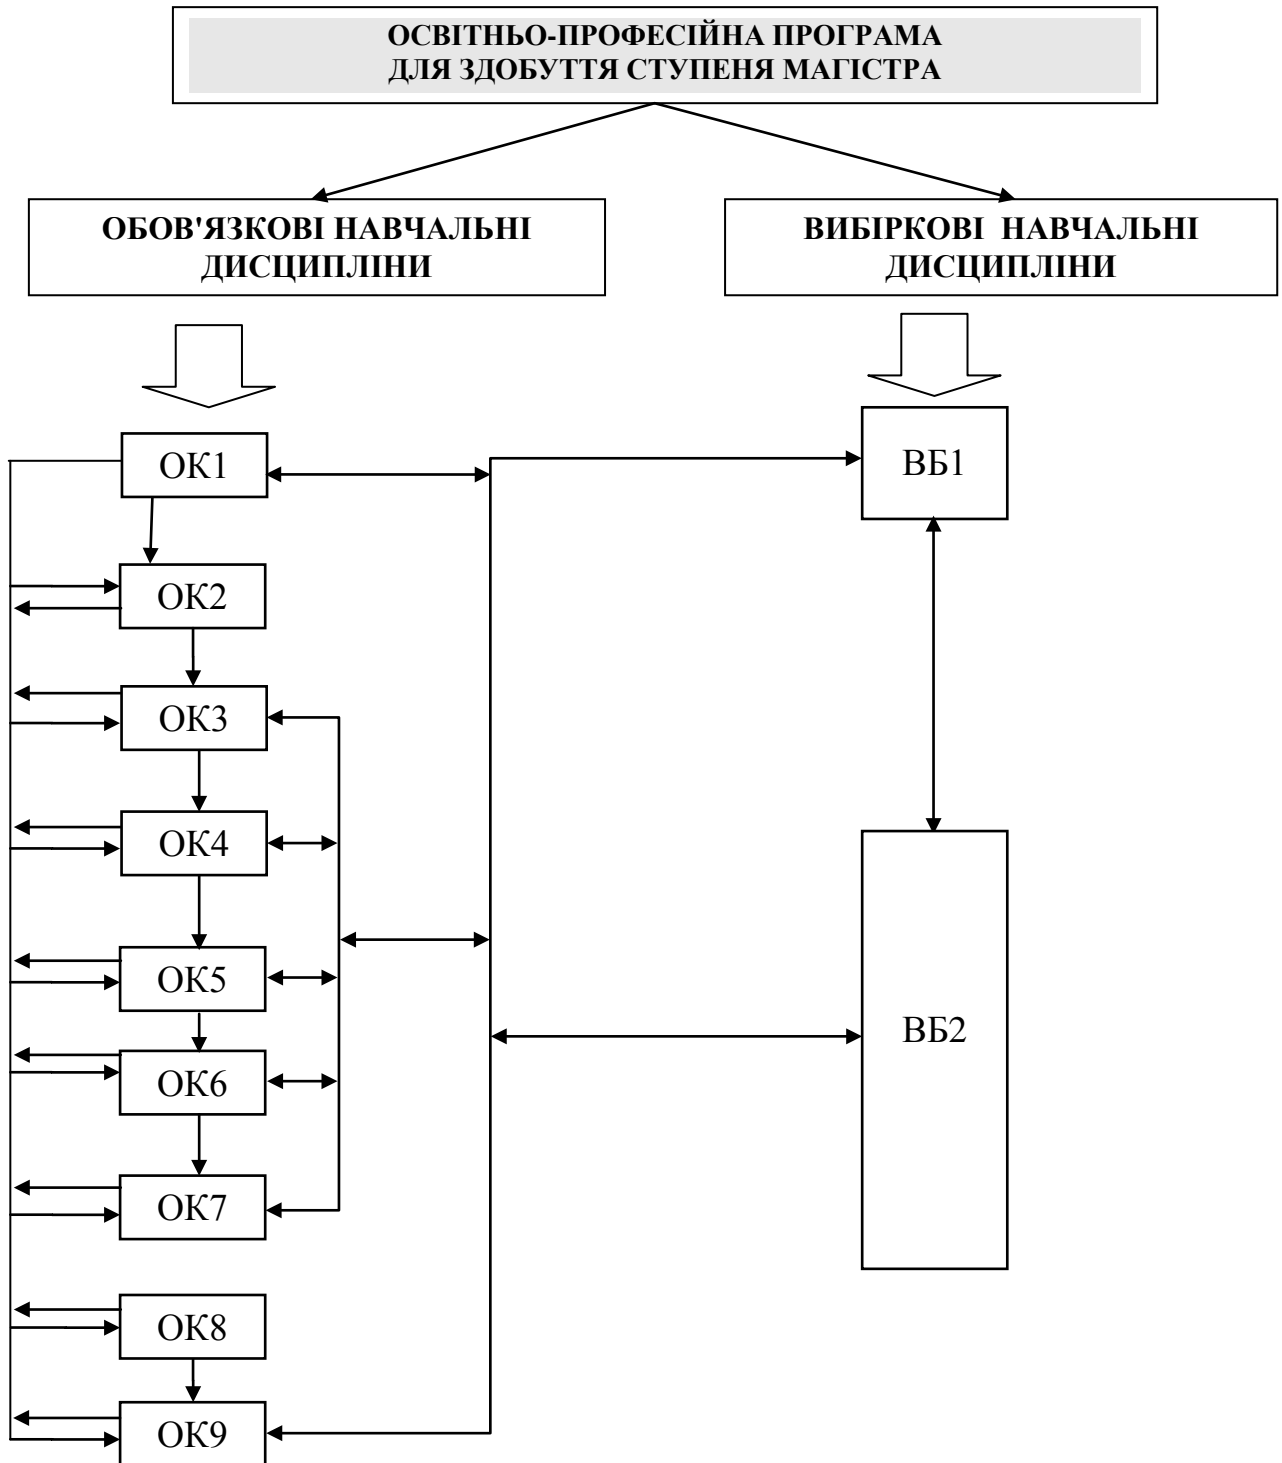 ОСВІТНЬО-ПРОФЕСІЙНА ПРОГРАМА
ДЛЯ ЗДОБУТТЯ СТУПЕНЯ МАГІСТРА
ОБОВ'ЯЗКОВІ НАВЧАЛЬНІ
ДИСЦИПЛІНИ
ВИБІРКОВІ НАВЧАЛЬНІ
ДИСЦИПЛІНИ
ОК1
ОК2
ОК3
ОК4
ОК5
ОК6
ОК7
ОК8
ОК9
ВБ1
ВБ2